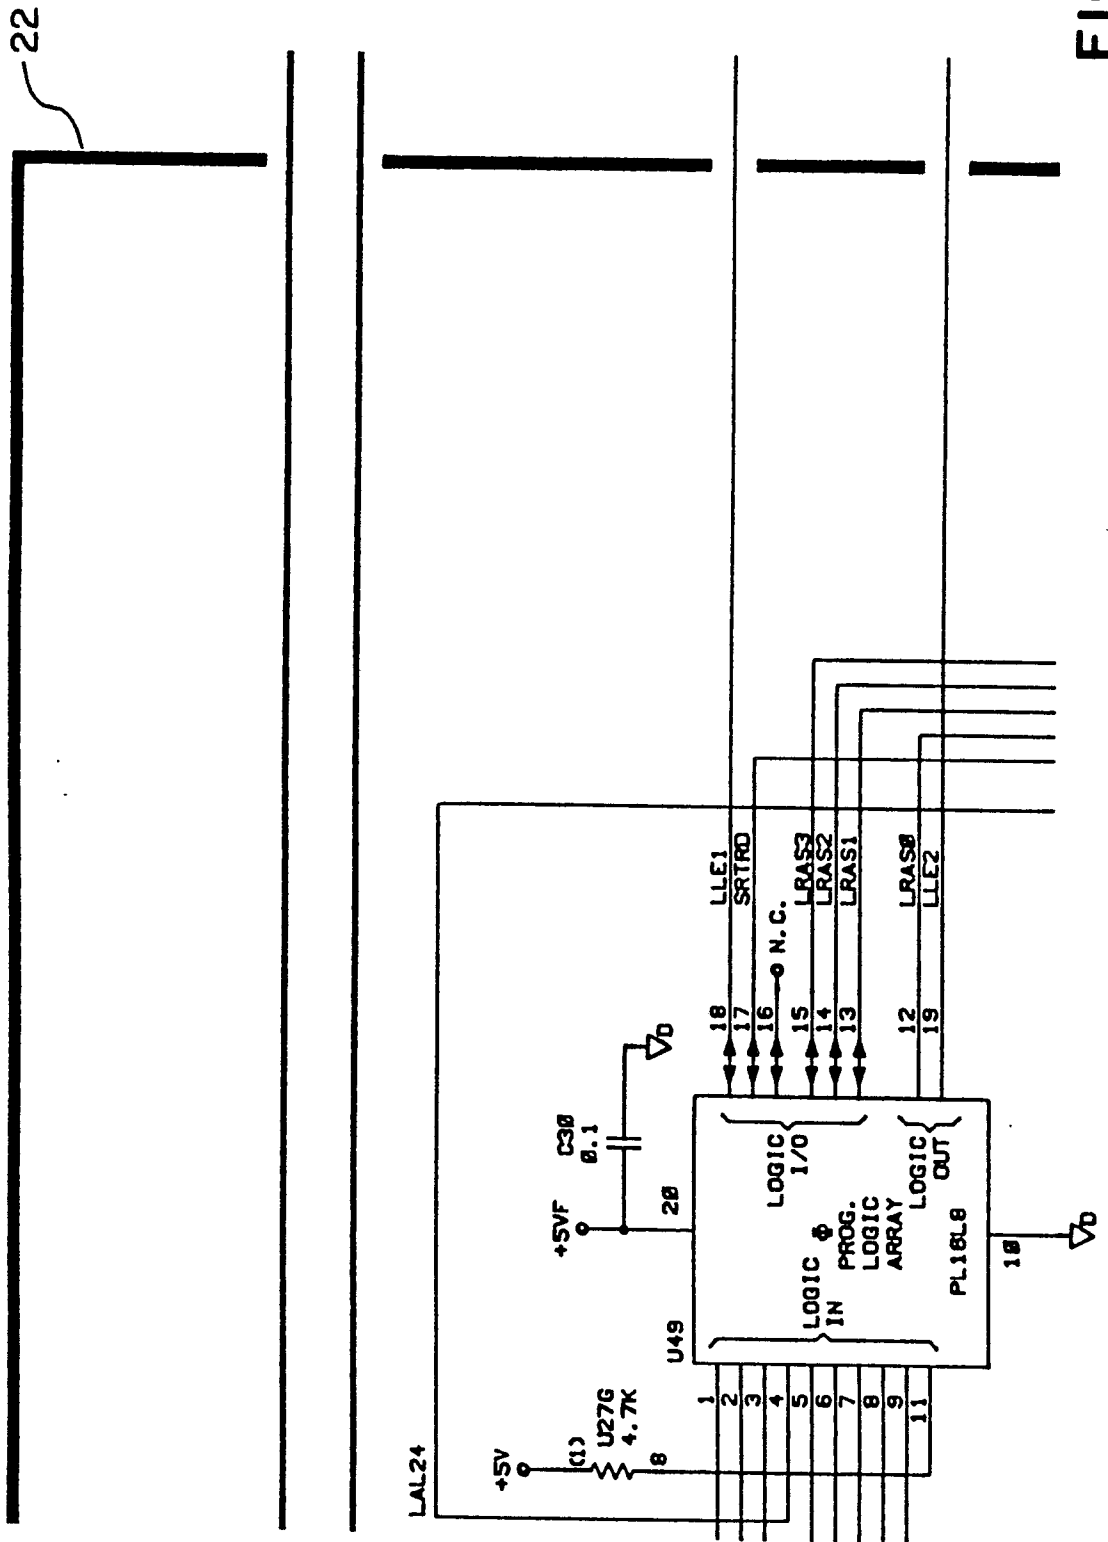 22
LAL24
+5V
(1)
U27G
4.7K
8
+5VF
C30
0.1
D
20
U49
1
2
3
4
5
6
7
8
9
11
LOGIC
IN
Φ
PROG.
LOGIC
ARRAY
PL16L8
LOGIC
I/O
LOGIC
OUT
10
D
18
17
16
15
14
13
12
19
N.C.
LLE1
SRTRD
LRAS3
LRAS2
LRAS1
LRAS0
LLE2